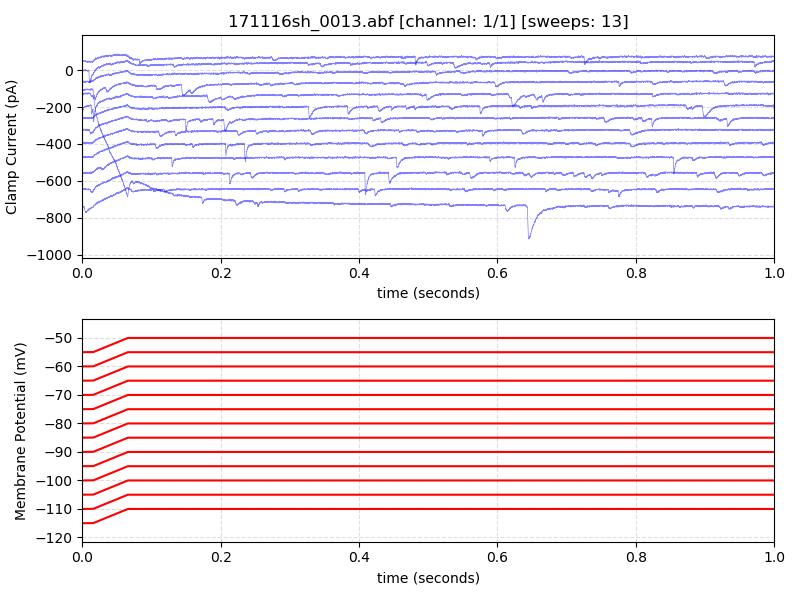 171116sh_0013.abf [channel: 1/1] [sweeps: 13]
Clamp Current (pA)
0
−200
−400
−600
−800
−1000
0.0 0.2 0.4 0.6 0.8 1.0
time (seconds)
Membrane Potential (mV)
−50
−60
−70
−80
−90
−100
−110
−120
0.0 0.2 0.4 0.6 0.8 1.0
time (seconds)